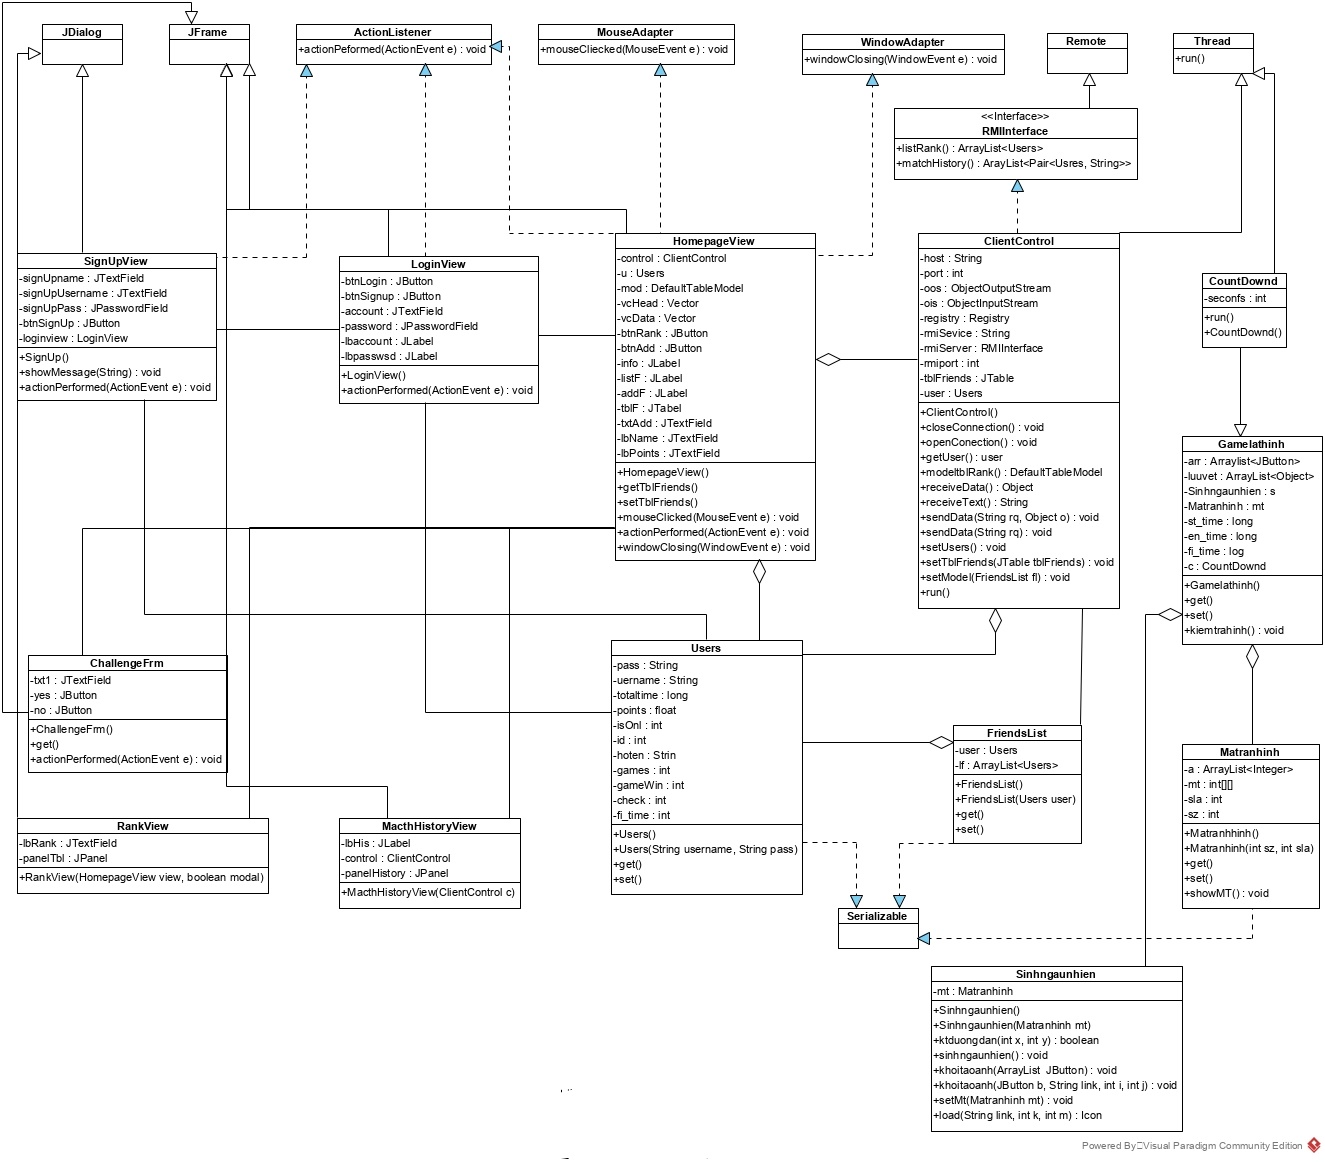 JDialog
JFrame
ActionListener
+actionPeformed(ActionEvent e) : void
MouseAdapter
+mouseCliecked(MouseEvent e) : void
WindowAdapter
+windowClosing(WindowEvent e) : void
Remote
Thread
+run()
<<Interface>>
RMIInterface
+listRank() : ArrayList<Users>
+matchHistory() : ArayList<Pair<Usres, String>>
SignUpView
-signUpname : JTextField
-signUpUsername : JTextField
-signUpPass : JPasswordField
-btnSignUp : JButton
-loginview : LoginView
+SignUp()
+showMessage(String) : void
+actionPerformed(ActionEvent e) : void
LoginView
-btnLogin : JButton
-btnSignup : JButton
-account : JTextField
-password : JPasswordField
-lbaccount : JLabel
-lbpasswsd : JLabel
+LoginView()
+actionPerformed(ActionEvent e) : void
HomepageView
-control : ClientControl
-u : Users
-mod : DefaultTableModel
-vcHead : Vector
-vcData : Vector
-btnRank : JButton
-btnAdd : JButton
-info : JLabel
-listF : JLabel
-addF : JLabel
-tblF : JTabel
-txtAdd : JTextField
-lbName : JTextField
-lbPoints : JTextField
+HomepageView()
+getTblFriends()
+setTblFriends()
+mouseClicked(MouseEvent e) : void
+actionPerformed(ActionEvent e) : void
+windowClosing(WindowEvent e) : void
ClientControl
-host : String
-port : int
-oos : ObjectOutputStream
-ois : ObjectInputStream
-registry : Registry
-rmiSevice : String
-rmiServer : RMIInterface
-rmiport : int
-tblFriends : JTable
-user : Users
+ClientControl()
+closeConnection() : void
+openConection() : void
+getUser() : user
+modeltblRank() : DefaultTableModel
+receiveData() : Object
+receiveText() : String
+sendData(String rq, Object o) : void
+sendData(String rq) : void
+setUsers() : void
+setTblFriends(JTable tblFriends) : void
+setModel(FriendsList fl) : void
+run()
CountDownd
-seconfs : int
+run()
+CountDownd()
Gamelathinh
-arr : Arraylist<JButton>
-luuvet : ArrayList<Object>
-Sinhngaunhien : s
-Matranhinh : mt
-st_time : long
-en_time : long
-fi_time : log
-c : CountDownd
+Gamelathinh()
+get()
+set()
+kiemtrahinh() : void
ChallengeFrm
-txt1 : JTextField
-yes : JButton
-no : JButton
+ChallengeFrm()
+get()
+actionPerformed(ActionEvent e) : void
Users
-pass : String
-uername : String
-totaltime : long
-points : float
-isOnl : int
-id : int
-hoten : Strin
-games : int
-gameWin : int
-check : int
-fi_time : int
+Users()
+Users(String username, String pass)
+get()
+set()
FriendsList
-user : Users
-lf : ArrayList<Users>
+FriendsList()
+FriendsList(Users user)
+get()
+set()
Matranhinh
-a : ArrayList<Integer>
-mt : int[][]
-sla : int
-sz : int
+Matranhhinh()
+Matranhinh(int sz, int sla)
+get()
+set()
+showMT() : void
RankView
-lbRank : JTextField
-panelTbl : JPanel
+RankView(HomepageView view, boolean modal)
MacthHistoryView
-lbHis : JLabel
-control : ClientControl
-panelHistory : JPanel
+MacthHistoryView(ClientControl c)
Serializable
Sinhngaunhien
-mt : Matranhinh
+Sinhngaunhien()
+Sinhngaunhien(Matranhinh mt)
+ktduongdan(int x, int y) : boolean
+sinhngaunhien() : void
+khoitaoanh(ArrayList JButton) : void
+khoitaoanh(JButton b, String link, int i, int j) : void
+setMt(Matranhinh mt) : void
+load(String link, int k, int m) : Icon
Powered By Visual Paradigm Community Edition